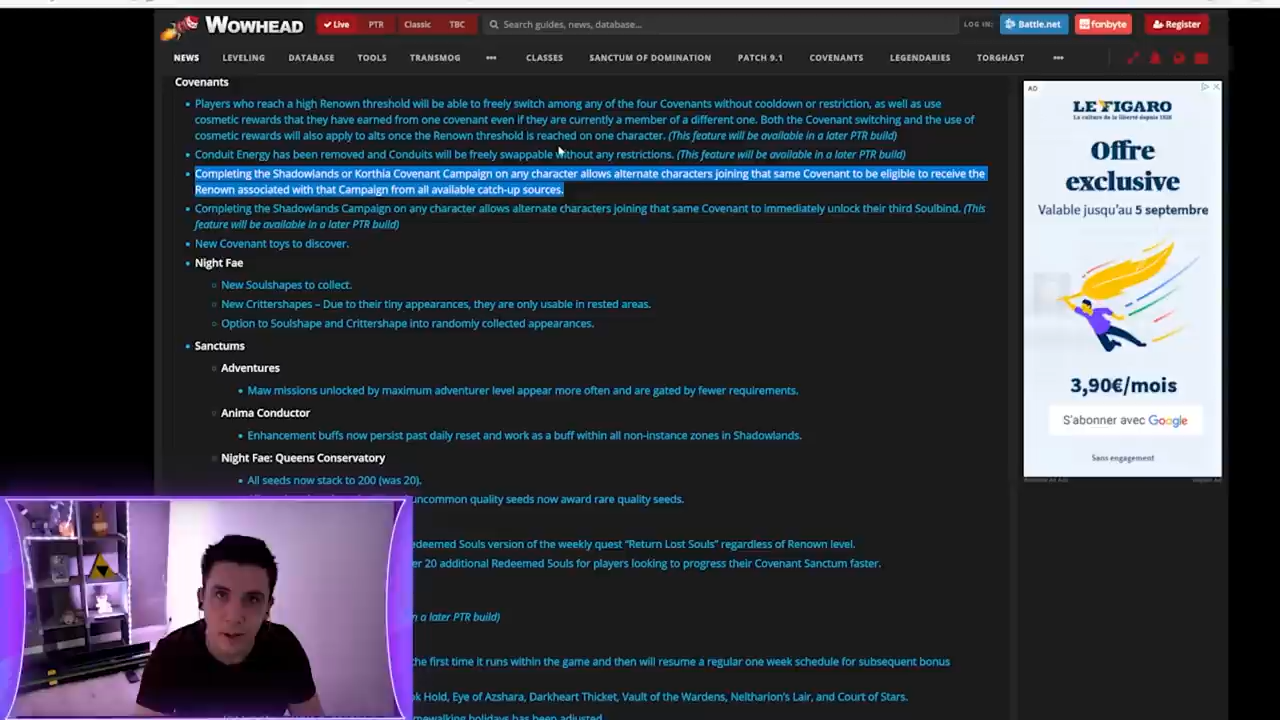 WOWHEAD
Live PTR Classic TBC
Search guides, news, database...
LOG IN: Battle.net fanbyte Register
NEWS LEVELING DATABASE TOOLS TRANSMOG ••• CLASSES SANCTUM OF DOMINATION PATCH 9.1 COVENANTS LEGENDARIES TORGHAST •••
Covenants
• Players who reach a high Renown threshold will be able to freely switch among any of the four Covenants without cooldown or restriction, as well as use
cosmetic rewards that they have earned from one covenant even if they are currently a member of a different one. Both the Covenant switching and the use of
cosmetic rewards will also apply to alts once the Renown threshold is reached on one character. (This feature will be available in a later PTR build)
• Conduit Energy has been removed and Conduits will be freely swappable without any restrictions. (This feature will be available in a later PTR build)
• Completing the Shadowlands or Korthia Covenant Campaign on any character allows alternate characters joining that same Covenant to be eligible to receive the
Renown associated with that Campaign from all available catch-up sources.
• Completing the Shadowlands Campaign on any character allows alternate characters joining that same Covenant to immediately unlock their third Soulbind. (This
feature will be available in a later PTR build)
• New Covenant toys to discover.
• Night Fae
New Soulshapes to collect.
New Crittershapes – Due to their tiny appearances, they are only usable in rested areas.
Option to Soulshape and Crittershape into randomly collected appearances.
• Sanctums
Adventures
• Maw missions unlocked by maximum adventurer level appear more often and are gated by fewer requirements.
Anima Conductor
• Enhancement buffs now persist past daily reset and work as a buff within all non-instance zones in Shadowlands.
Night Fae: Queens Conservatory
• All seeds now stack to 200 (was 20).
uncommon quality seeds now award rare quality seeds.
edeemed Souls version of the weekly quest “Return Lost Souls” regardless of Renown level.
er 20 additional Redeemed Souls for players looking to progress their Covenant Sanctum faster.
n a later PTR build)
the first time it runs within the game and then will resume a regular one week schedule for subsequent bonus
ok Hold, Eye of Azshara, Darkheart Thicket, Vault of the Wardens, Neltharion's Lair, and Court of Stars.
mewalking holidays has been adjusted.
AD
LE FIGARO
La culture de la liberté depuis 1826
Offre
exclusive
Valable jusqu'au 5 septembre
3,90€/mois
S'abonner avec Google
Sans engagement